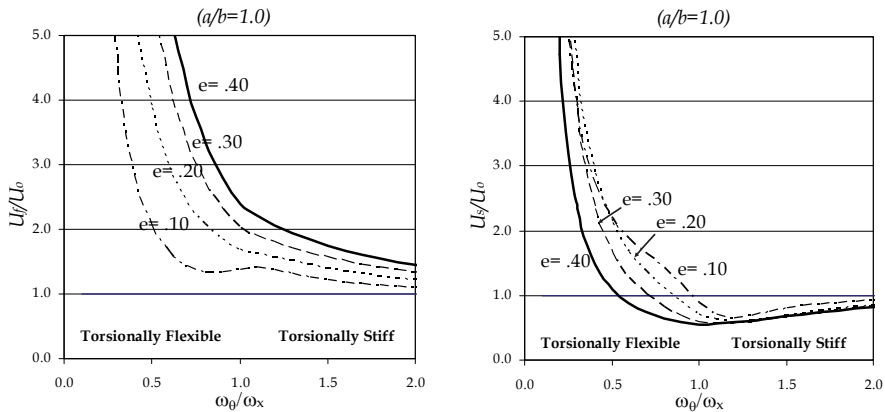 (a/b=1.0)
5.0
4.0
3.0
2.0
1.0
0.0
U_f/U_o
e= .40
e= .30
e= .20
e= .10
Torsionally Flexible
Torsionally Stiff
0.0 0.5 1.0 1.5 2.0
ω_θ/ω_x
(a/b=1.0)
5.0
4.0
3.0
2.0
1.0
0.0
U_s/U_o
e= .30
e= .20
e= .10
e= .40
Torsionally Flexible
Torsionally Stiff
0.0 0.5 1.0 1.5 2.0
ω_θ/ω_x